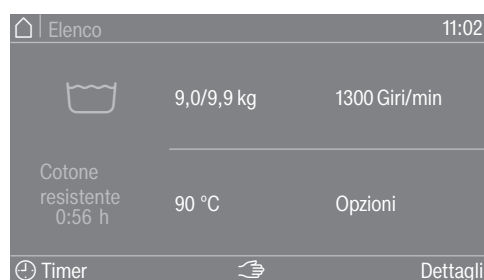 Elenco 11:02
9,0/9,9 kg 1300 Giri/min
Cotone
resistente
0:56 h
90 °C Opzioni
Timer Dettagli